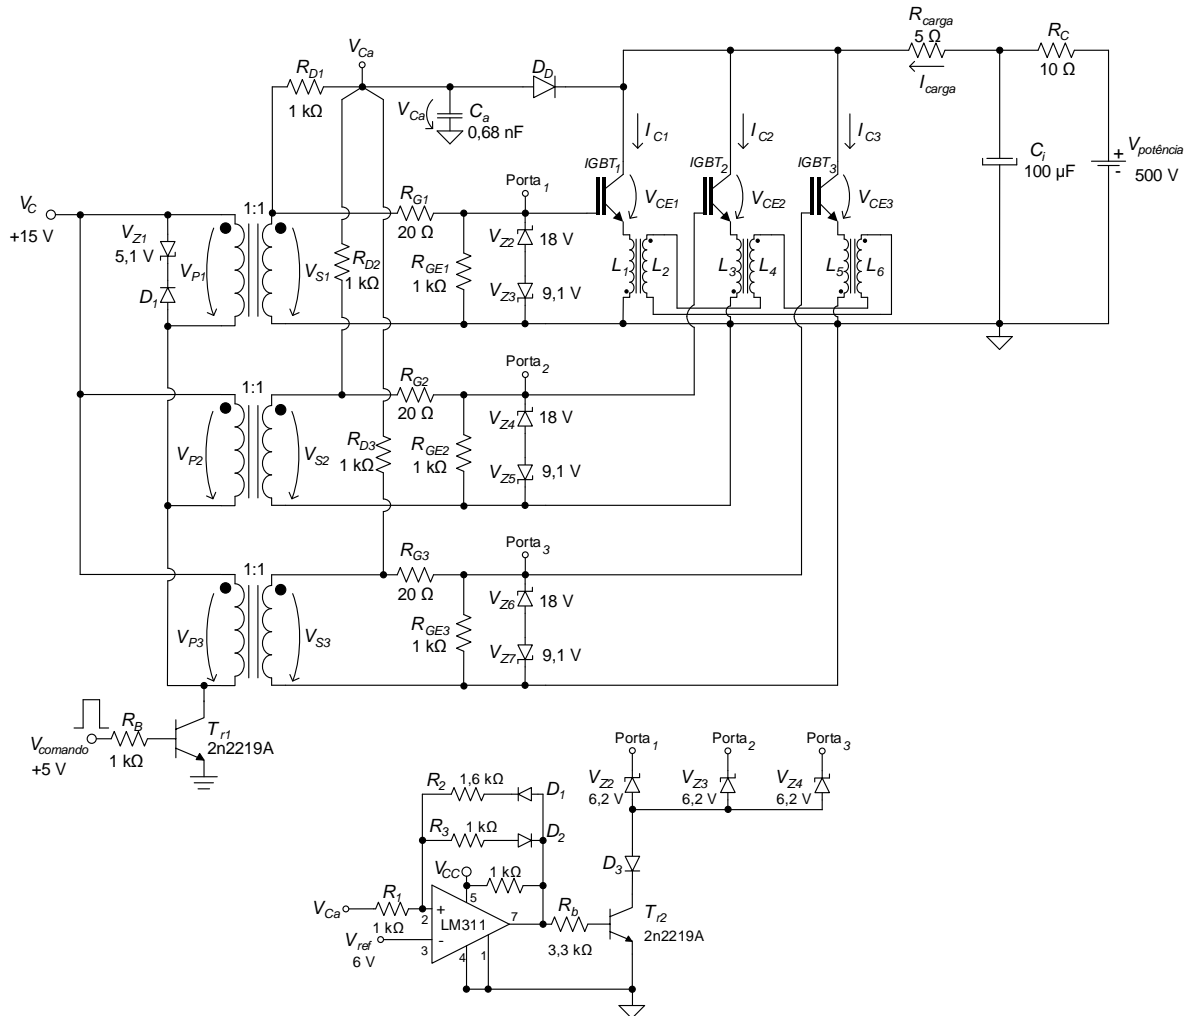 V_Ca
R_D1
1 kΩ
D_D
V_Ca
C_a
0,68 nF
R_carga
5 Ω
I_carga
R_C
10 Ω
I_C1
I_C2
I_C3
C_i
100 µF
V_potência
+
-
500 V
IGBT_1
IGBT_2
IGBT_3
V_CE1
V_CE2
V_CE3
L_1
L_2
L_3
L_4
L_5
L_6
V_C
+15 V
1:1
V_Z1
5,1 V
D_1
V_P1
V_S1
R_D2
1 kΩ
R_G1
20 Ω
R_GE1
1 kΩ
Porta_1
V_Z2
18 V
V_Z3
9,1 V
1:1
V_P2
V_S2
R_D3
1 kΩ
R_G2
20 Ω
R_GE2
1 kΩ
Porta_2
V_Z4
18 V
V_Z5
9,1 V
1:1
V_P3
V_S3
R_G3
20 Ω
R_GE3
1 kΩ
Porta_3
V_Z6
18 V
V_Z7
9,1 V
V_comando
+5 V
R_B
1 kΩ
T_r1
2n2219A
R_2
1,6 kΩ
D_1
R_3
1 kΩ
D_2
V_CC
1 kΩ
5
V_Ca
R_1
1 kΩ
2
+
LM311
7
V_ref
6 V
3
-
4
1
R_b
3,3 kΩ
T_r2
2n2219A
D_3
Porta_1
Porta_2
Porta_3
V_Z2
6,2 V
V_Z3
6,2 V
V_Z4
6,2 V